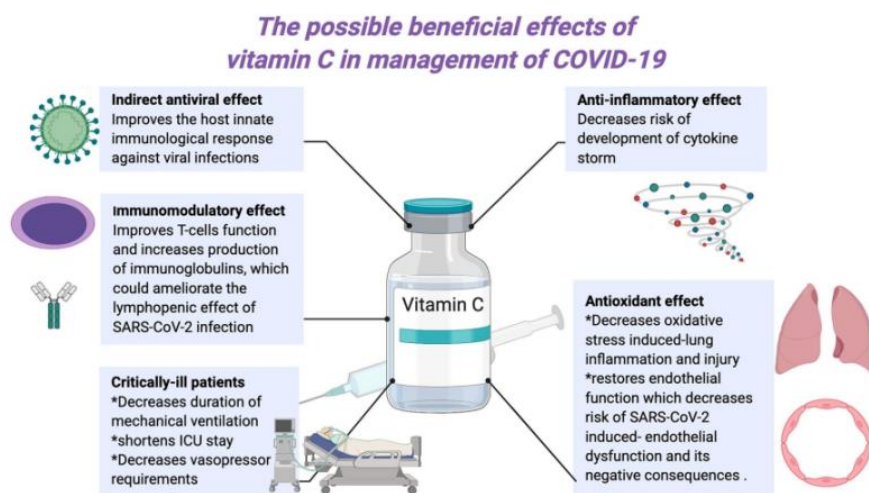 The possible beneficial effects of
vitamin C in management of COVID-19
Indirect antiviral effect
Improves the host innate
immunological response
against viral infections
Anti-inflammatory effect
Decreases risk of
development of cytokine
storm
Immunomodulatory effect
Improves T-cells function
and increases production
of immunoglobulins, which
could ameliorate the
lymphopenic effect of
SARS-CoV-2 infection
Vitamin C
Antioxidant effect
*Decreases oxidative
stress induced-lung
inflammation and injury
*restores endothelial
function which decreases
risk of SARS-CoV-2
induced- endothelial
dysfunction and its
negative consequences .
Critically-ill patients
*Decreases duration of
mechanical ventilation
*shortens ICU stay
*Decreases vasopressor
requirements